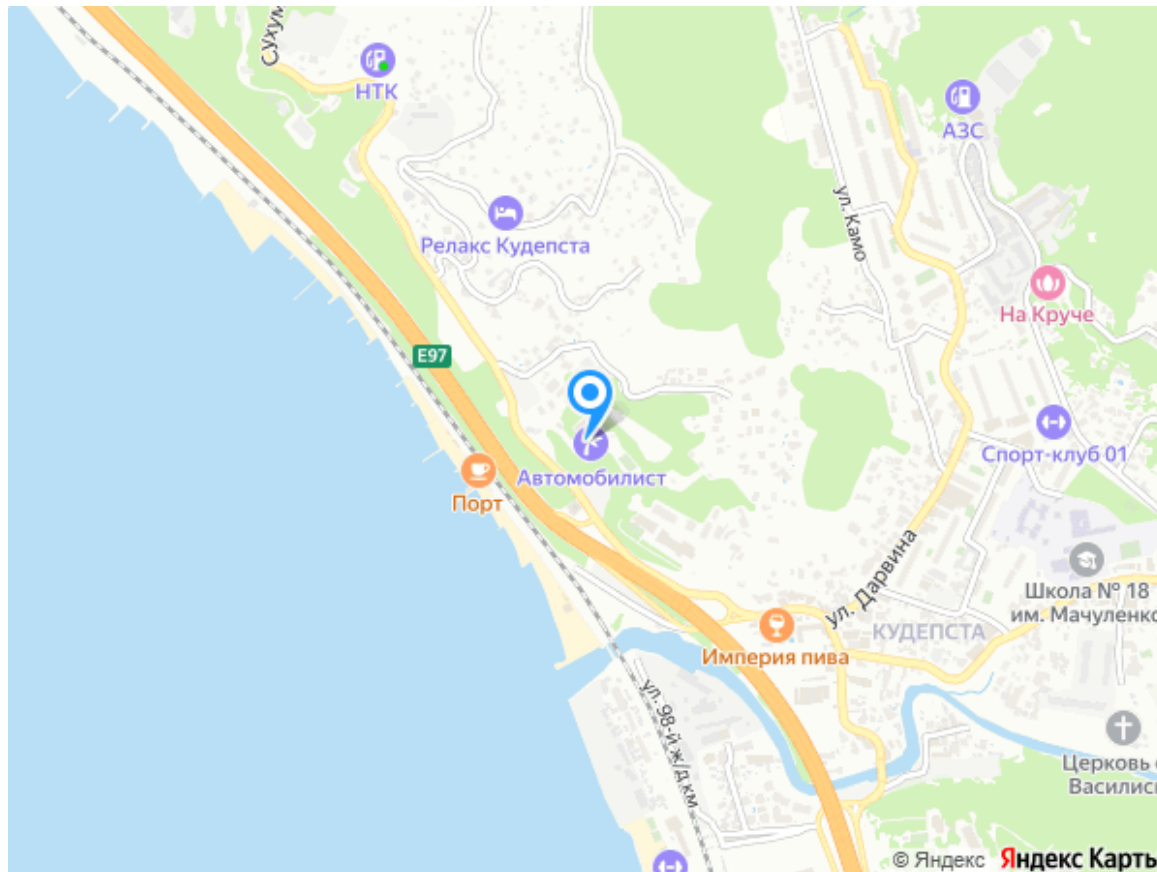 Сухум
НТК
АЗС
ул. Камо
Релакс Кудепста
На Круче
E97
Спорт-клуб 01
Автомобилист
Порт
ул. Дарвина
Школа № 18
им. Мачуленко
КУДЕПСТА
Империя пива
ул. 98-й ж/д км
Церковь с
Василис
© Яндекс Яндекс Карты